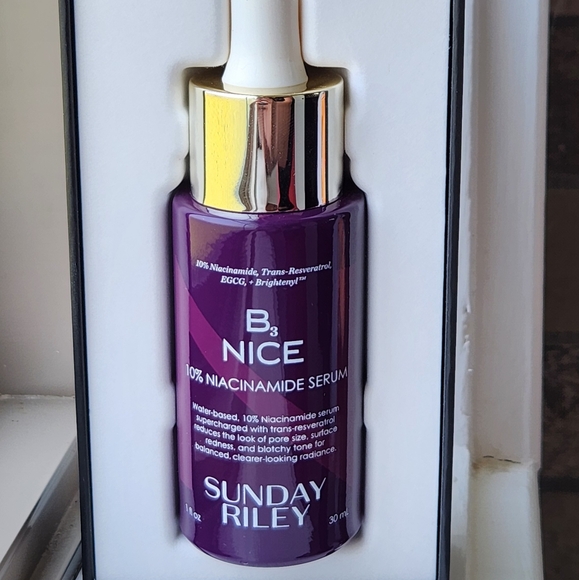 10% Niacinamide, Trans-Resveratrol,
EGCG, + Brightenyl™
B3
NICE
10% NIACINAMIDE SERUM
Water-based, 10% Niacinamide serum
supercharged with trans-resveratrol
reduces the look of pore size, surface
redness, and blotchy tone for
balanced, clearer-looking radiance.
SUNDAY
RILEY
1 fl oz 30 mL